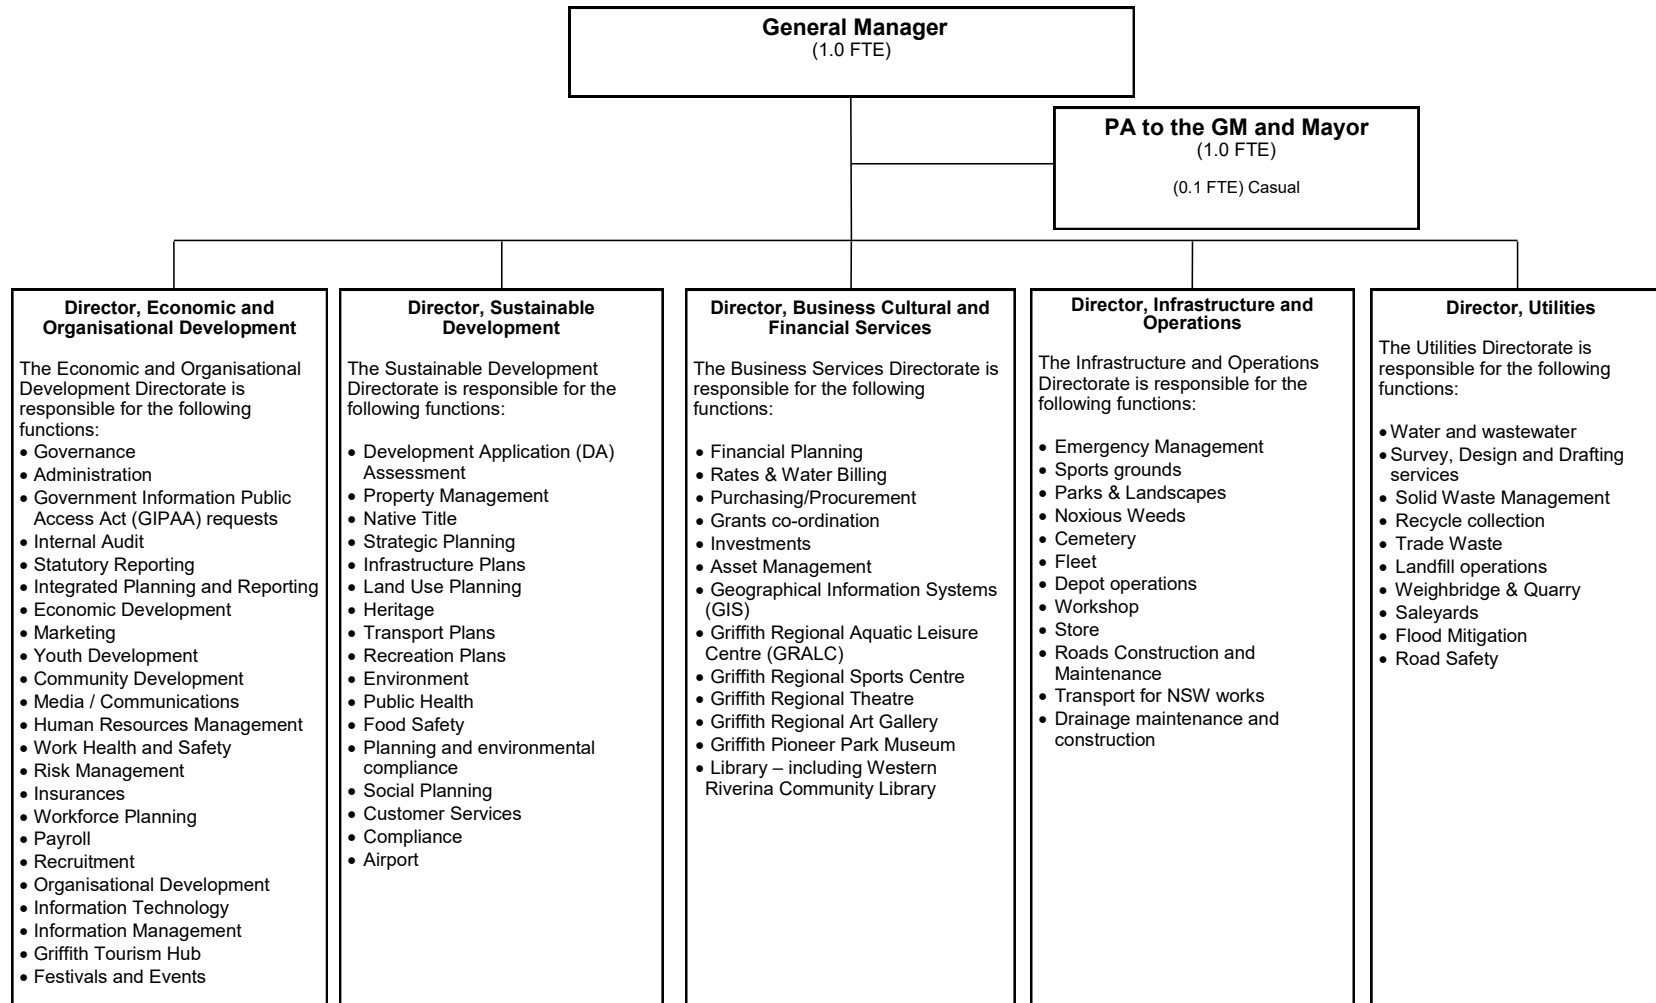 General Manager
(1.0 FTE)
PA to the GM and Mayor
(1.0 FTE)
(0.1 FTE) Casual
Director, Economic and
Organisational Development
The Economic and Organisational
Development Directorate is
responsible for the following
functions:
• Governance
• Administration
• Government Information Public
Access Act (GIPAA) requests
• Internal Audit
• Statutory Reporting
• Integrated Planning and Reporting
• Economic Development
• Marketing
• Youth Development
• Community Development
• Media / Communications
• Human Resources Management
• Work Health and Safety
• Risk Management
• Insurances
• Workforce Planning
• Payroll
• Recruitment
• Organisational Development
• Information Technology
• Information Management
• Griffith Tourism Hub
• Festivals and Events
Director, Sustainable
Development
The Sustainable Development
Directorate is responsible for the
following functions:
• Development Application (DA)
Assessment
• Property Management
• Native Title
• Strategic Planning
• Infrastructure Plans
• Land Use Planning
• Heritage
• Transport Plans
• Recreation Plans
• Environment
• Public Health
• Food Safety
• Planning and environmental
compliance
• Social Planning
• Customer Services
• Compliance
• Airport
Director, Business Cultural and
Financial Services
The Business Services Directorate is
responsible for the following
functions:
• Financial Planning
• Rates & Water Billing
• Purchasing/Procurement
• Grants co-ordination
• Investments
• Asset Management
• Geographical Information Systems
(GIS)
• Griffith Regional Aquatic Leisure
Centre (GRALC)
• Griffith Regional Sports Centre
• Griffith Regional Theatre
• Griffith Regional Art Gallery
• Griffith Pioneer Park Museum
• Library – including Western
Riverina Community Library
Director, Infrastructure and
Operations
The Infrastructure and Operations
Directorate is responsible for the
following functions:
• Emergency Management
• Sports grounds
• Parks & Landscapes
• Noxious Weeds
• Cemetery
• Fleet
• Depot operations
• Workshop
• Store
• Roads Construction and
Maintenance
• Transport for NSW works
• Drainage maintenance and
construction
Director, Utilities
The Utilities Directorate is
responsible for the following
functions:
• Water and wastewater
• Survey, Design and Drafting
services
• Solid Waste Management
• Recycle collection
• Trade Waste
• Landfill operations
• Weighbridge & Quarry
• Saleyards
• Flood Mitigation
• Road Safety